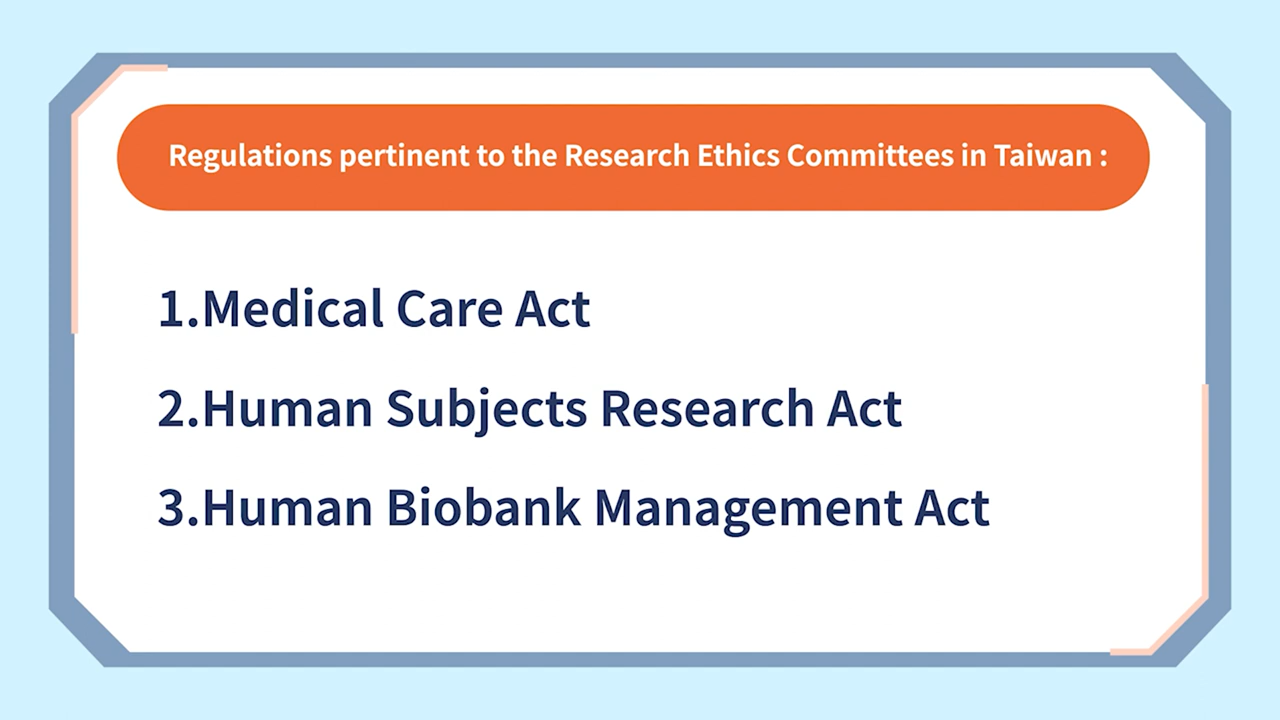 Regulations pertinent to the Research Ethics Committees in Taiwan :
1.Medical Care Act
2.Human Subjects Research Act
3.Human Biobank Management Act